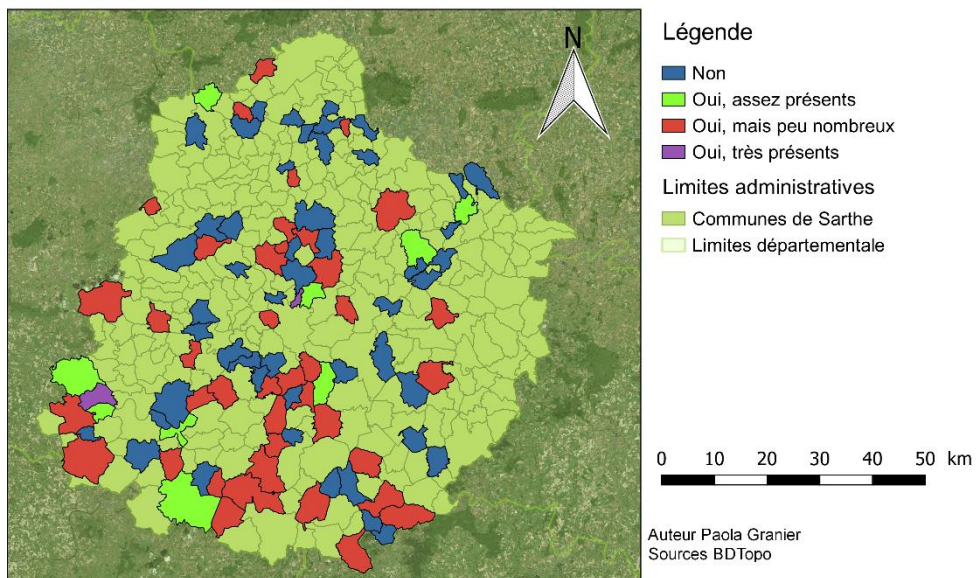 N
Légende
Non
Oui, assez présents
Oui, mais peu nombreux
Oui, très présents
Limites administratives
Communes de Sarthe
Limites départementale
0 10 20 30 40 50 km
Auteur Paola Granier
Sources BDTopo